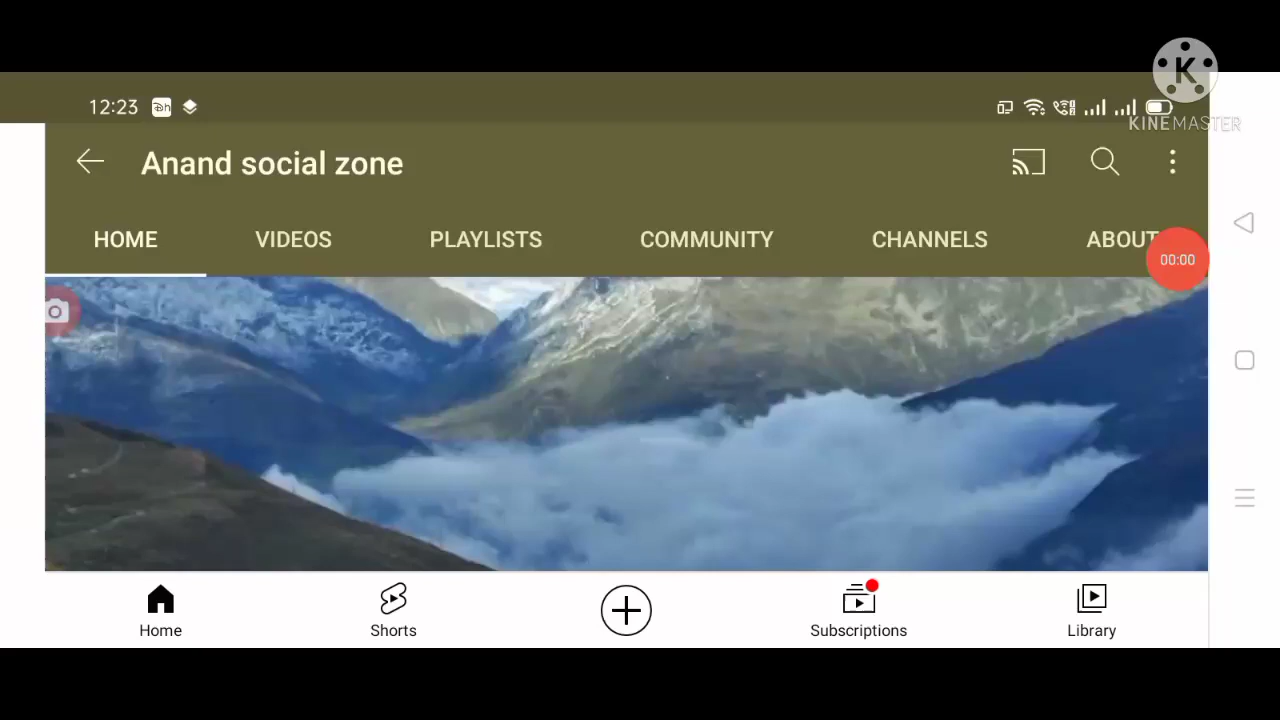 12:23
K
KINEMASTER
Anand social zone
HOME VIDEOS PLAYLISTS COMMUNITY CHANNELS ABOUT
00:00
Home Shorts Subscriptions Library